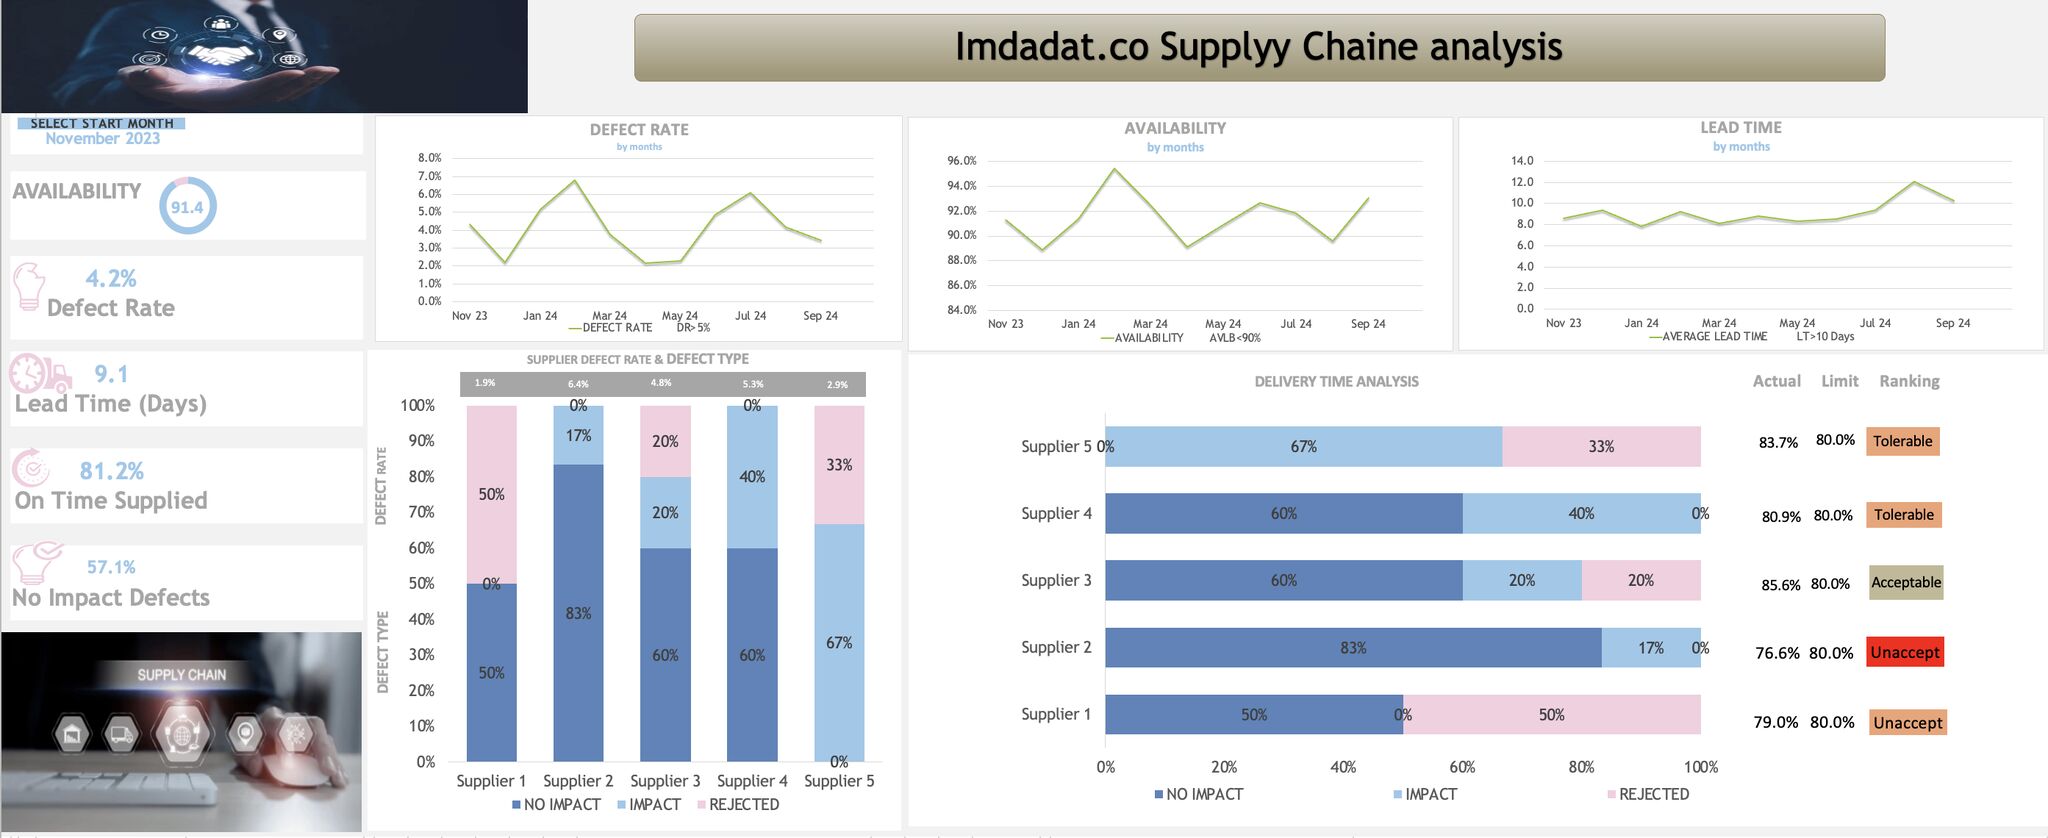 Imdadat.co Supplyy Chaine analysis
SELECT START MONTH
November 2023
AVAILABILITY
91.4
4.2%
Defect Rate
9.1
Lead Time (Days)
81.2%
On Time Supplied
57.1%
No Impact Defects
SUPPLY CHAIN
DEFECT RATE
by months
8.0%
7.0%
6.0%
5.0%
4.0%
3.0%
2.0%
1.0%
0.0%
Nov 23 Jan 24 Mar 24 May 24 Jul 24 Sep 24
DEFECT RATE DR>5%
AVAILABILITY
by months
96.0%
94.0%
92.0%
90.0%
88.0%
86.0%
84.0%
Nov 23 Jan 24 Mar 24 May 24 Jul 24 Sep 24
AVAILABILITY AVLB<90%
LEAD TIME
by months
14.0
12.0
10.0
8.0
6.0
4.0
2.0
0.0
Nov 23 Jan 24 Mar 24 May 24 Jul 24 Sep 24
AVERAGE LEAD TIME LT>10 Days
SUPPLIER DEFECT RATE & DEFECT TYPE
1.9% 6.4% 4.8% 5.3% 2.9%
DEFECT RATE
DEFECT TYPE
100%
90%
80%
70%
60%
50%
40%
30%
20%
10%
0%
50% 0% 50%
0% 17% 83%
20% 20% 60%
0% 40% 60%
33% 67% 0%
Supplier 1 Supplier 2 Supplier 3 Supplier 4 Supplier 5
NO IMPACT IMPACT REJECTED
DELIVERY TIME ANALYSIS
Actual Limit Ranking
Supplier 5 0% 67% 33% 83.7% 80.0% Tolerable
Supplier 4 60% 40% 0% 80.9% 80.0% Tolerable
Supplier 3 60% 20% 20% 85.6% 80.0% Acceptable
Supplier 2 83% 17% 0% 76.6% 80.0% Unaccept
Supplier 1 50% 0% 50% 79.0% 80.0% Unaccept
0% 20% 40% 60% 80% 100%
NO IMPACT IMPACT REJECTED